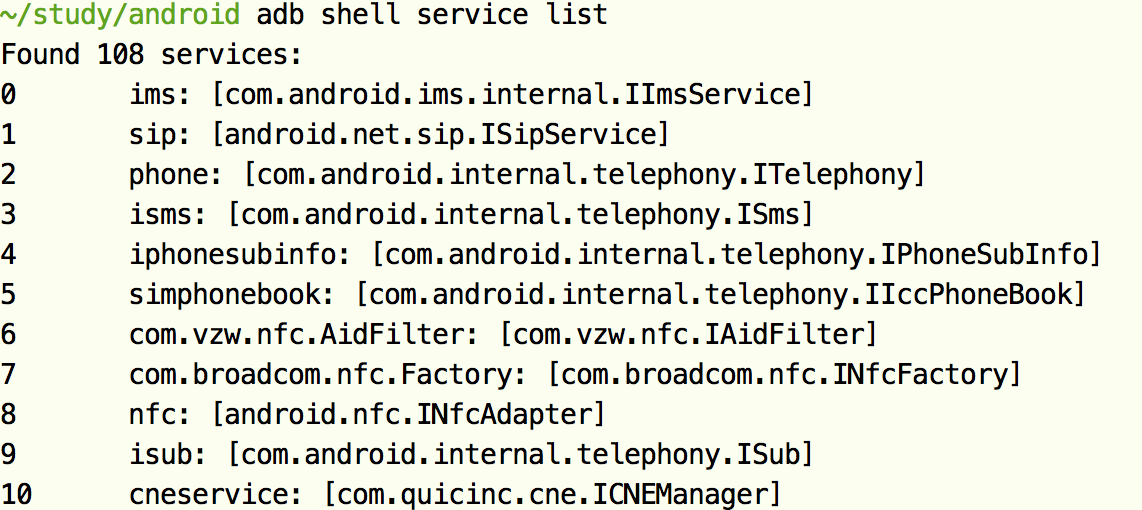 ~/study/android adb shell service list
Found 108 services:
0 ims: [com.android.ims.internal.IImsService]
1 sip: [android.net.sip.ISipService]
2 phone: [com.android.internal.telephony.ITelephony]
3 isms: [com.android.internal.telephony.ISms]
4 iphonesubinfo: [com.android.internal.telephony.IPhoneSubInfo]
5 simphonebook: [com.android.internal.telephony.IIccPhoneBook]
6 com.vzw.nfc.AidFilter: [com.vzw.nfc.IAidFilter]
7 com.broadcom.nfc.Factory: [com.broadcom.nfc.INfcFactory]
8 nfc: [android.nfc.INfcAdapter]
9 isub: [com.android.internal.telephony.ISub]
10 cneservice: [com.quicinc.cne.ICNEManager]